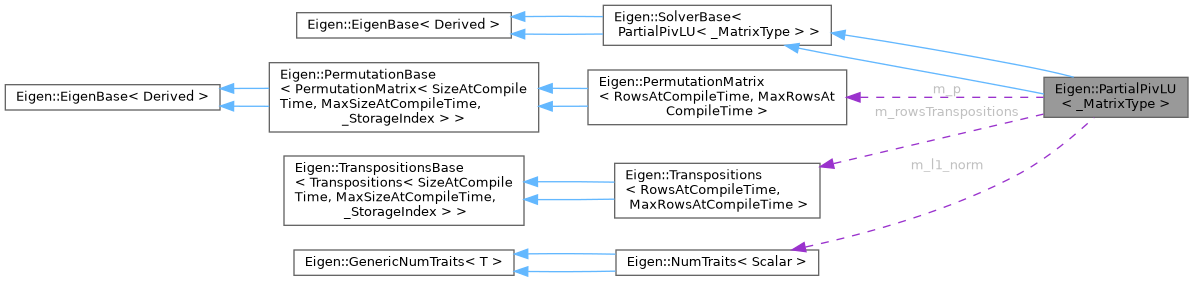 Eigen::EigenBase< Derived >
Eigen::SolverBase<
PartialPivLU< _MatrixType > >
Eigen::EigenBase< Derived >
Eigen::PermutationBase
< PermutationMatrix< SizeAtCompile
Time, MaxSizeAtCompileTime,
_StorageIndex > >
Eigen::PermutationMatrix
< RowsAtCompileTime, MaxRowsAt
CompileTime >
m_p
Eigen::PartialPivLU
< _MatrixType >
m_rowsTranspositions
Eigen::TranspositionsBase
< Transpositions< SizeAtCompile
Time, MaxSizeAtCompileTime,
_StorageIndex > >
Eigen::Transpositions
< RowsAtCompileTime,
MaxRowsAtCompileTime >
m_l1_norm
Eigen::GenericNumTraits< T >
Eigen::NumTraits< Scalar >